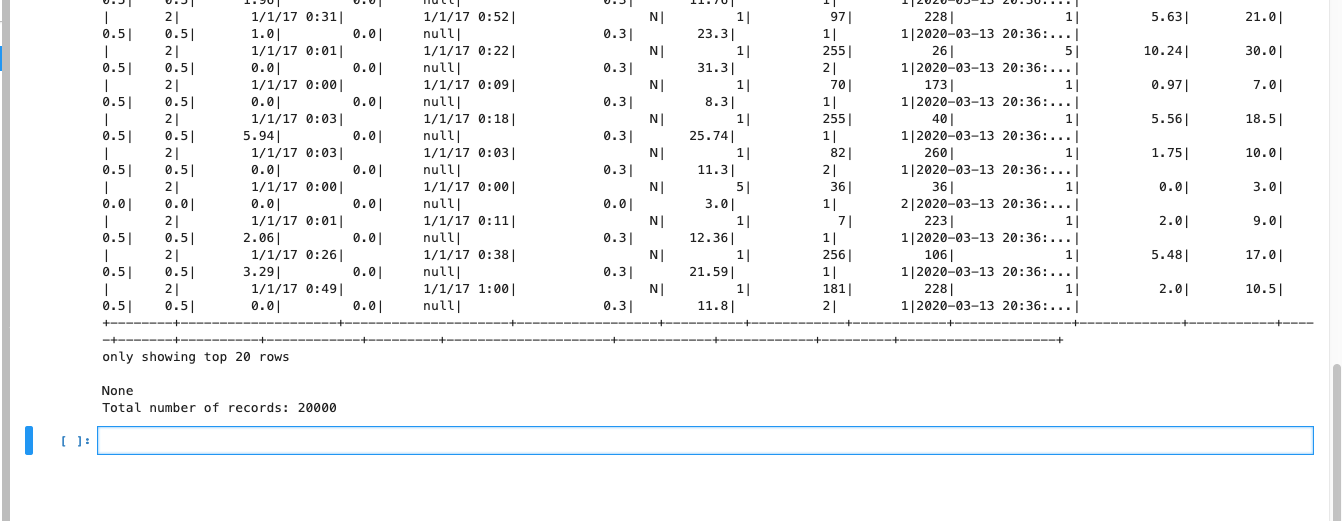 0.5|    0.5|       1.96|         0.0|       null|                  0.3|        11.76|           1|        1|2020-03-13 20:36:...|
|       2|         1/1/17 0:31|          1/1/17 0:52|                 N|         1|           97|          228|              1|         5.63|       21.0|
0.5|    0.5|        1.0|         0.0|       null|                  0.3|         23.3|           1|        1|2020-03-13 20:36:...|
|       2|         1/1/17 0:01|          1/1/17 0:22|                 N|         1|          255|           26|              5|        10.24|       30.0|
0.5|    0.5|        0.0|         0.0|       null|                  0.3|         31.3|           2|        1|2020-03-13 20:36:...|
|       2|         1/1/17 0:00|          1/1/17 0:09|                 N|         1|           70|          173|              1|         0.97|        7.0|
0.5|    0.5|        0.0|         0.0|       null|                  0.3|          8.3|           1|        1|2020-03-13 20:36:...|
|       2|         1/1/17 0:03|          1/1/17 0:18|                 N|         1|          255|           40|              1|         5.56|       18.5|
0.5|    0.5|       5.94|         0.0|       null|                  0.3|        25.74|           1|        1|2020-03-13 20:36:...|
|       2|         1/1/17 0:03|          1/1/17 0:03|                 N|         1|           82|          260|              1|         1.75|       10.0|
0.5|    0.5|        0.0|         0.0|       null|                  0.3|         11.3|           2|        1|2020-03-13 20:36:...|
|       2|         1/1/17 0:00|          1/1/17 0:00|                 N|         5|           36|           36|              1|          0.0|        3.0|
0.0|    0.0|        0.0|         0.0|       null|                  0.0|          3.0|           1|        2|2020-03-13 20:36:...|
|       2|         1/1/17 0:01|          1/1/17 0:11|                 N|         1|            7|          223|              1|          2.0|        9.0|
0.5|    0.5|       2.06|         0.0|       null|                  0.3|        12.36|           1|        1|2020-03-13 20:36:...|
|       2|         1/1/17 0:26|          1/1/17 0:38|                 N|         1|          256|          106|              1|         5.48|       17.0|
0.5|    0.5|       3.29|         0.0|       null|                  0.3|        21.59|           1|        1|2020-03-13 20:36:...|
|       2|         1/1/17 0:49|          1/1/17 1:00|                 N|         1|          181|          228|              1|          2.0|       10.5|
0.5|    0.5|        0.0|         0.0|       null|                  0.3|         11.8|           2|        1|2020-03-13 20:36:...|
only showing top 20 rows
None
Total number of records: 20000
[ ]: